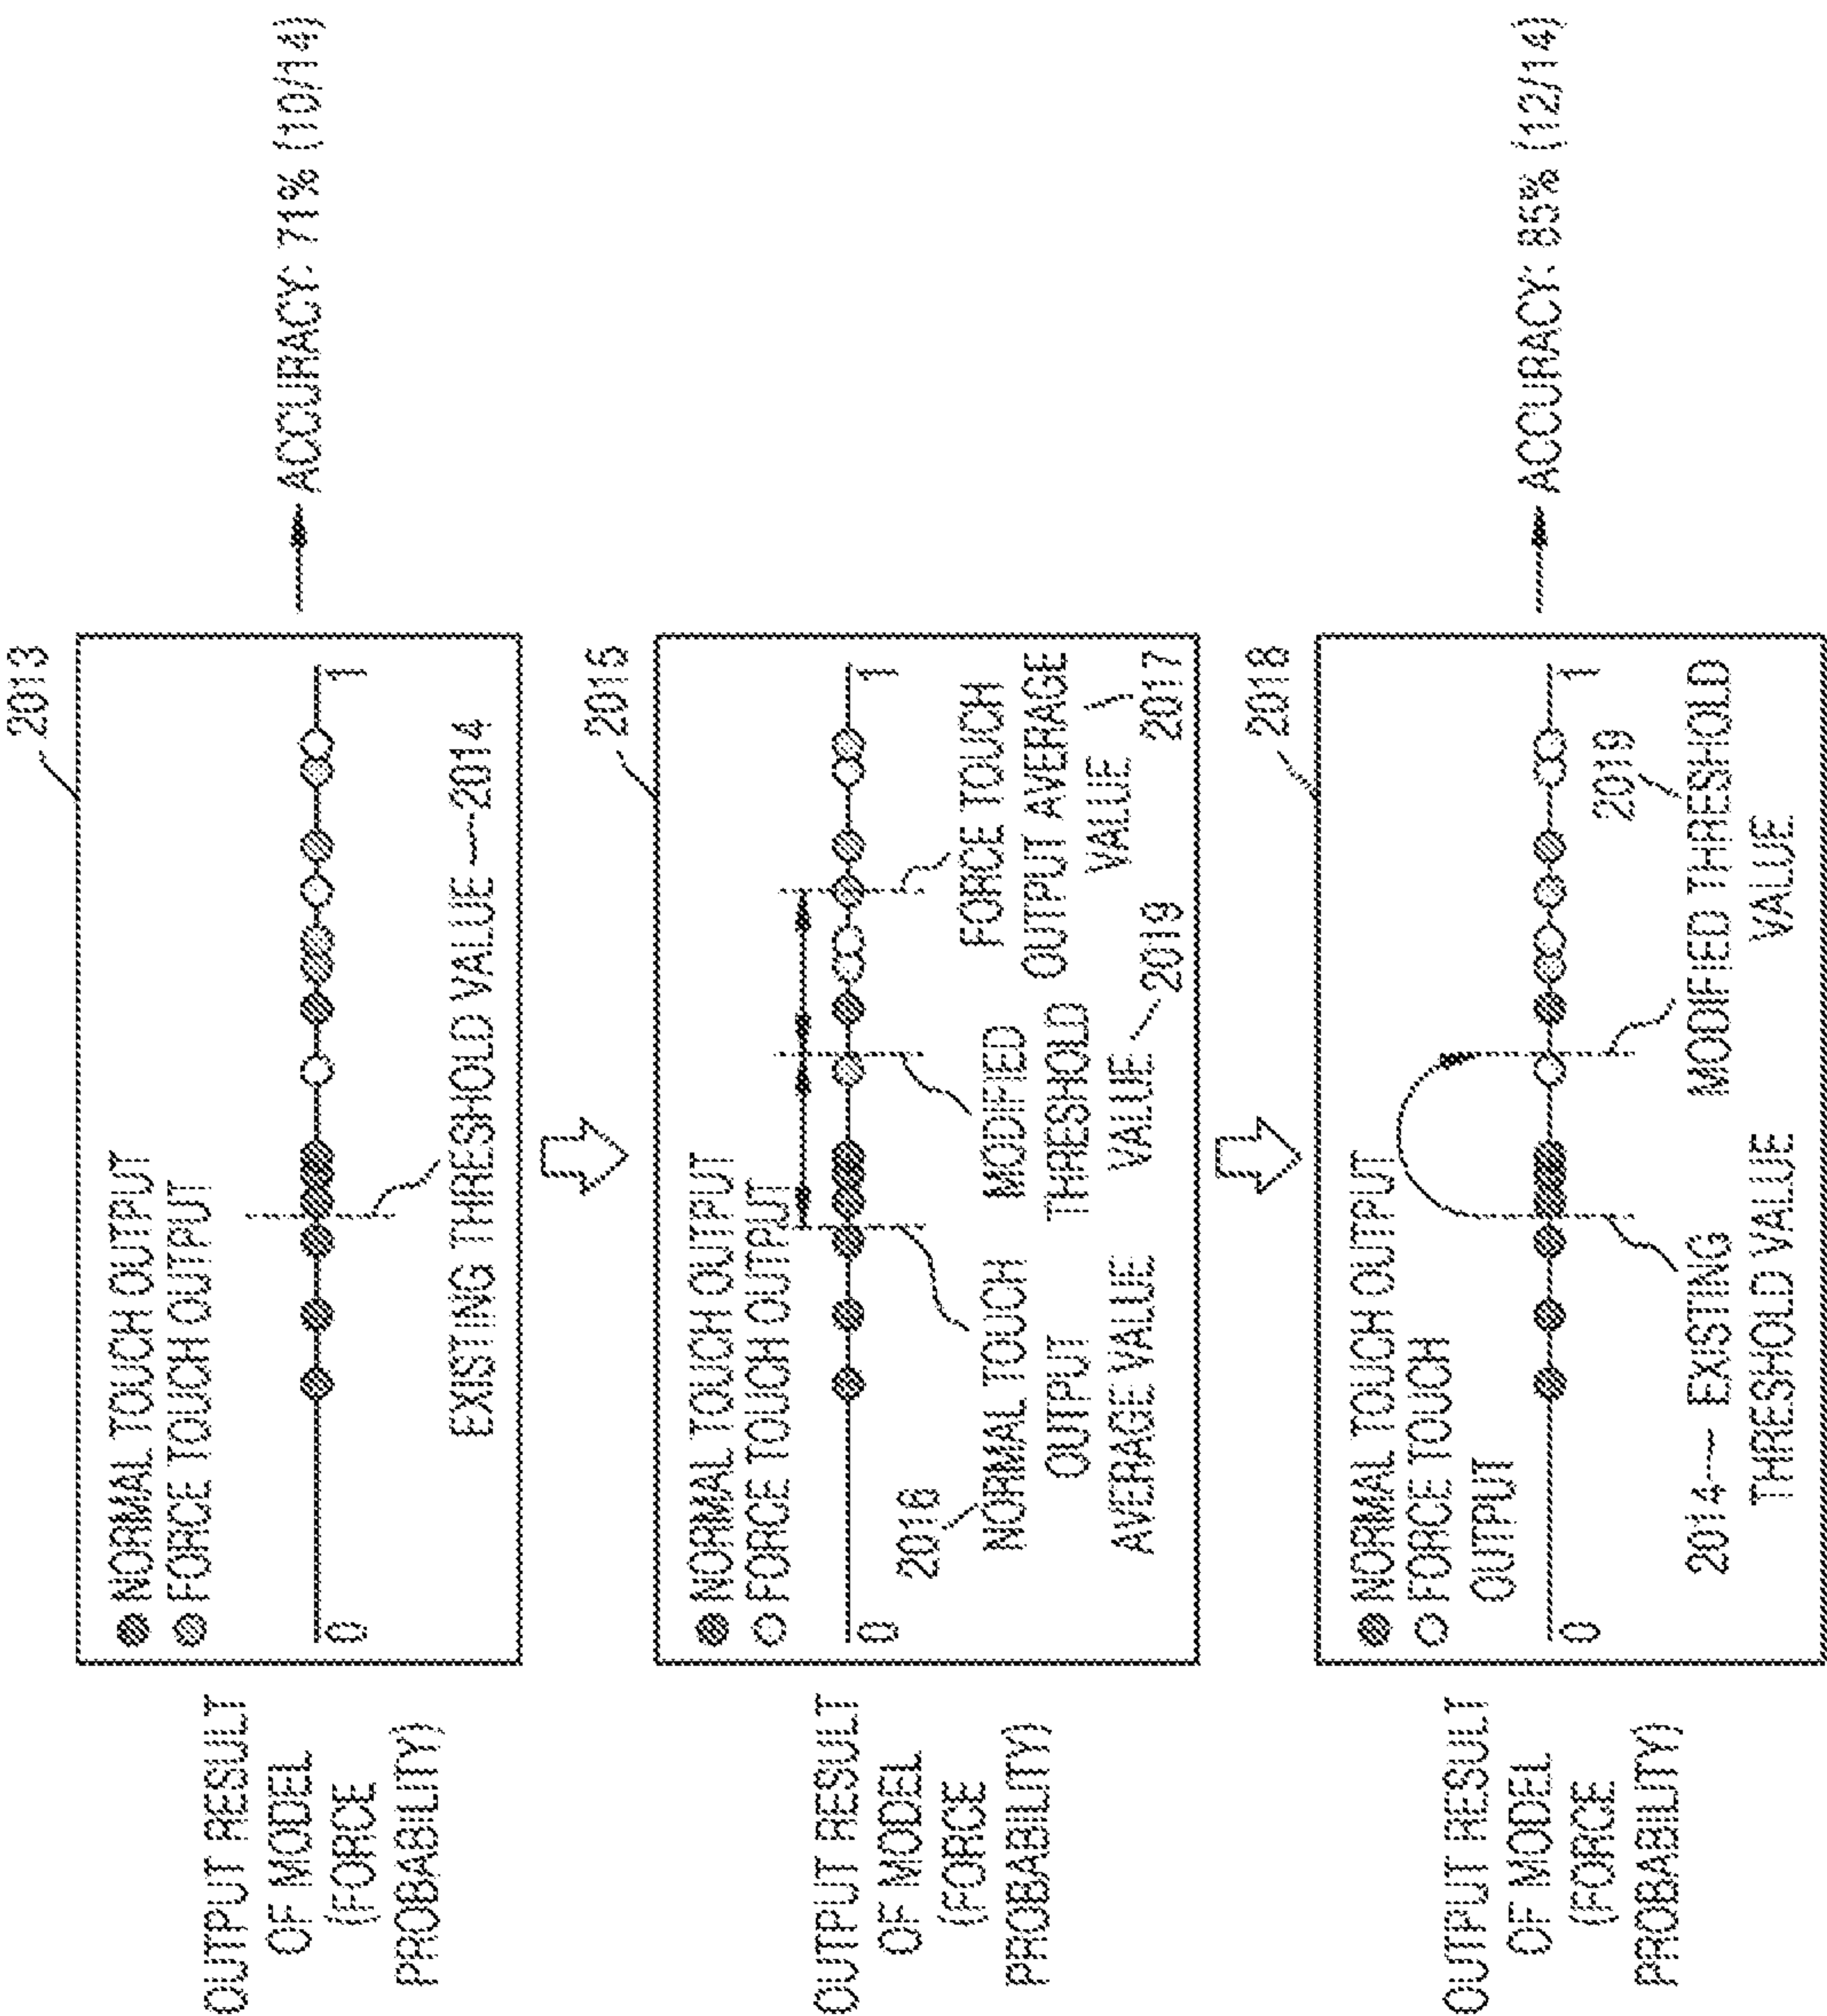 OUTPUT RESULT
OF MODEL
(FORCE
PROBABILITY)
2013
NORMAL TOUCH OUTPUT
FORCE TOUCH OUTPUT
0
1
EXISTING THRESHOLD VALUE
2014
ACCURACY: 71% (10/14)
OUTPUT RESULT
OF MODEL
(FORCE
PROBABILITY)
2015
NORMAL TOUCH OUTPUT
FORCE TOUCH OUTPUT
0
1
2016
NORMAL TOUCH
OUTPUT
AVERAGE VALUE
MODIFIED
THRESHOLD
VALUE
2019
FORCE TOUCH
OUTPUT AVERAGE
VALUE
2017
OUTPUT RESULT
OF MODEL
(FORCE
PROBABILITY)
2018
NORMAL TOUCH OUTPUT
FORCE TOUCH
OUTPUT
0
1
2014
EXISTING
THRESHOLD VALUE
2019
MODIFIED THRESHOLD
VALUE
ACCURACY: 85% (12/14)